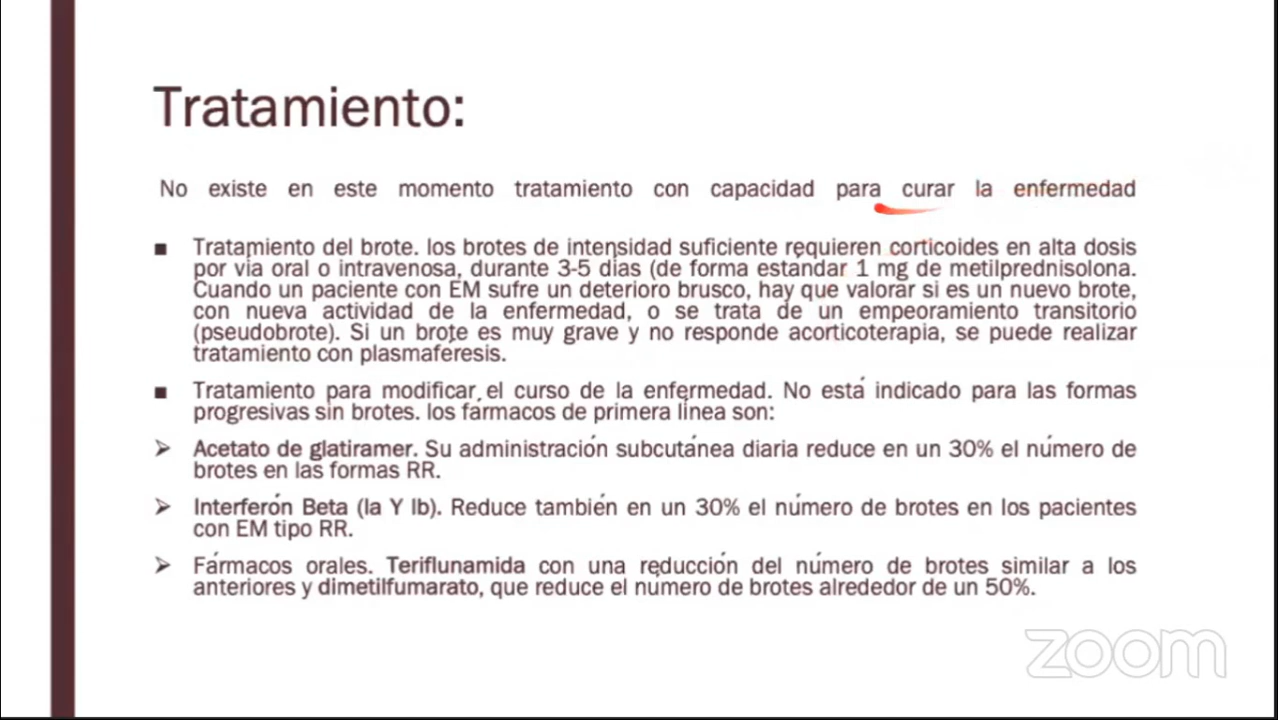 Tratamiento:
No existe en este momento tratamiento con capacidad para curar la enfermedad
▪ Tratamiento del brote. los brotes de intensidad suficiente requieren corticoides en alta dosis
por vía oral o intravenosa, durante 3-5 días (de forma estándar 1 mg de metilprednisolona.
Cuando un paciente con EM sufre un deterioro brusco, hay que valorar si es un nuevo brote,
con nueva actividad de la enfermedad, o se trata de un empeoramiento transitorio
(pseudobrote). Si un brote es muy grave y no responde acorticoterapia, se puede realizar
tratamiento con plasmaféresis.
▪ Tratamiento para modificar el curso de la enfermedad. No está indicado para las formas
progresivas sin brotes. los fármacos de primera línea son:
➢ Acetato de glatiramer. Su administración subcutánea diaria reduce en un 30% el número de
brotes en las formas RR.
➢ Interferón Beta (la Y lb). Reduce también en un 30% el número de brotes en los pacientes
con EM tipo RR.
➢ Fármacos orales. Teriflunamida con una reducción del número de brotes similar a los
anteriores y dimetilfumarato, que reduce el numero de brotes alrededor de un 50%.
zoom